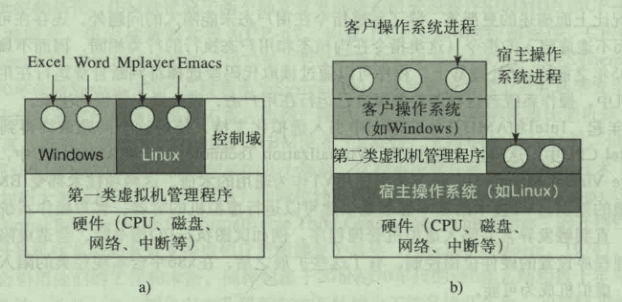 客户操作系统进程
宿主操作
系统进程
Excel Word Mplayer Emacs
Windows
Linux
控制域
第一类虚拟机管理程序
硬件（CPU、磁盘、
网络、中断等）
a)
客户操作系统
（如Windows）
第二类虚拟机管理程序
宿主操作系统（如Linux）
硬件（CPU、磁盘、
网络、中断等）
b)